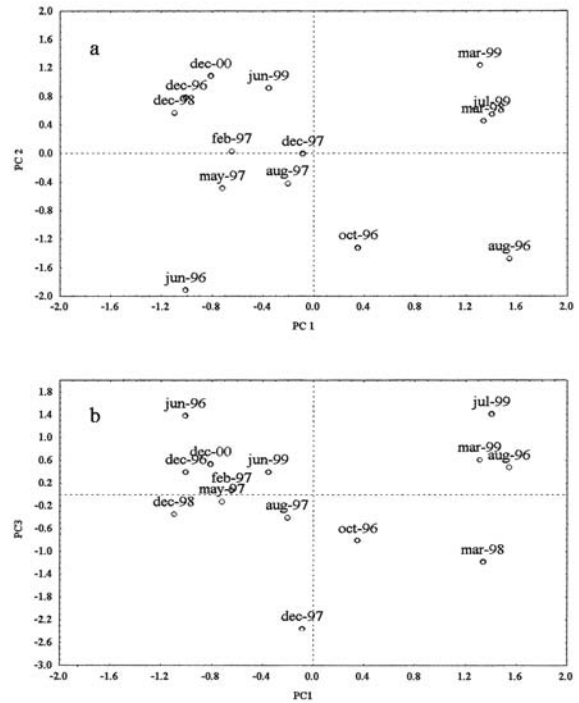 2.0
a
dec-00
mar-99
1.2
dec-96
jun-99
dec-98
jul-99
0.8
mar-98
0.4
feb-97
dec-97
PC 2
0.0
may-97
aug-97
-0.4
-0.8
oct-96
-1.2
aug-96
-1.6
jun-96
-2.0
-2.0 -1.6 -1.2 -0.8 -0.4 0.0 0.4 0.8 1.2 1.6 2.0
PC 1
1.8
b
jun-96
jul-99
1.4
1.0
mar-99
dec-00
aug-96
0.6
dec-96
jun-99
feb-97
0.2
may-97
dec-98
aug-97
-0.2
PC3
-0.6
oct-96
mar-98
-1.0
-1.4
-1.8
dec-97
-2.2
-2.6
-3.0
-2.0 -1.6 -1.2 -0.8 -0.4 0.0 0.4 0.8 1.2 1.6 2.0
PC1